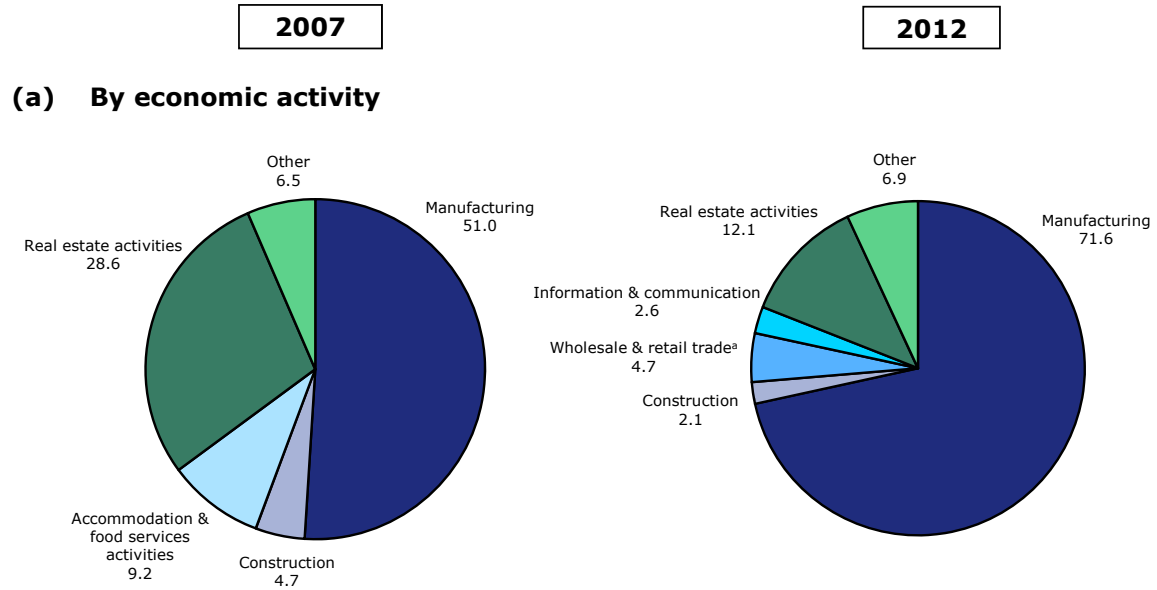 2007
2012
(a) By economic activity
Other
6.5
Manufacturing
51.0
Real estate activities
28.6
Accommodation &
food services
activities
9.2
Construction
4.7
Other
6.9
Manufacturing
71.6
Real estate activities
12.1
Information & communication
2.6
Wholesale & retail tradeᵃ
4.7
Construction
2.1